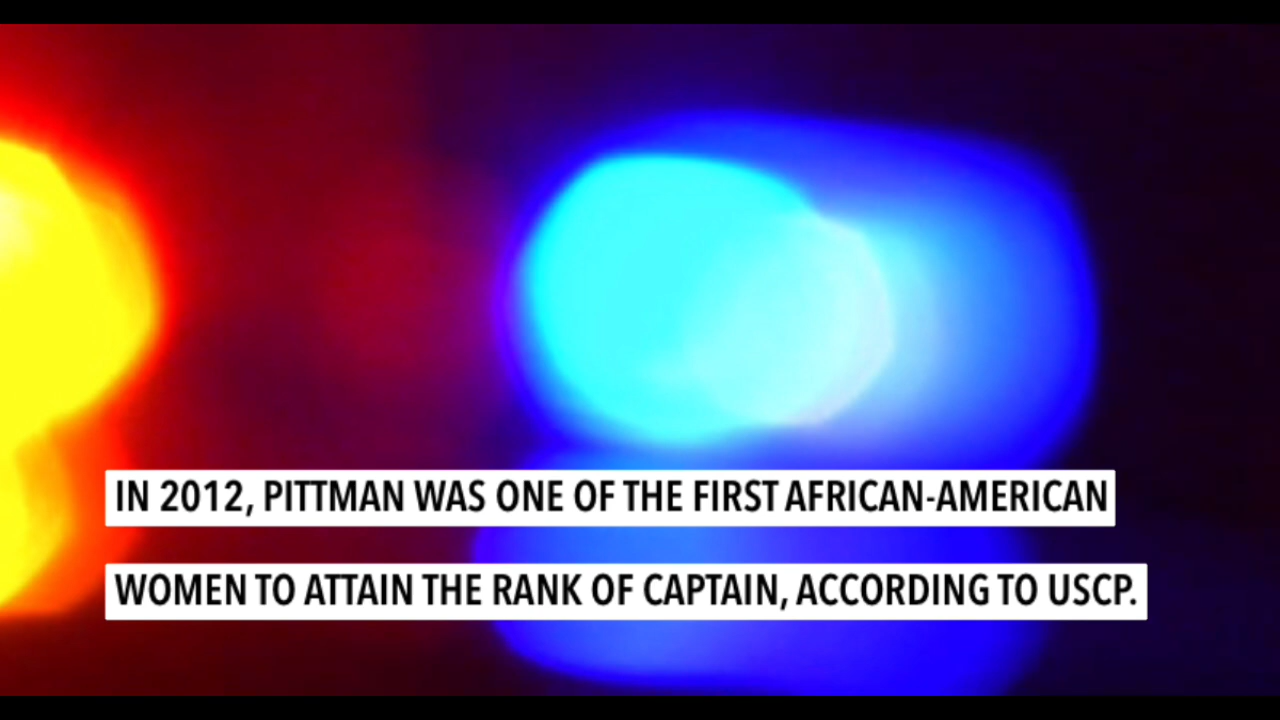 IN 2012, PITTMAN WAS ONE OF THE FIRST AFRICAN-AMERICAN
WOMEN TO ATTAIN THE RANK OF CAPTAIN, ACCORDING TO USCP.